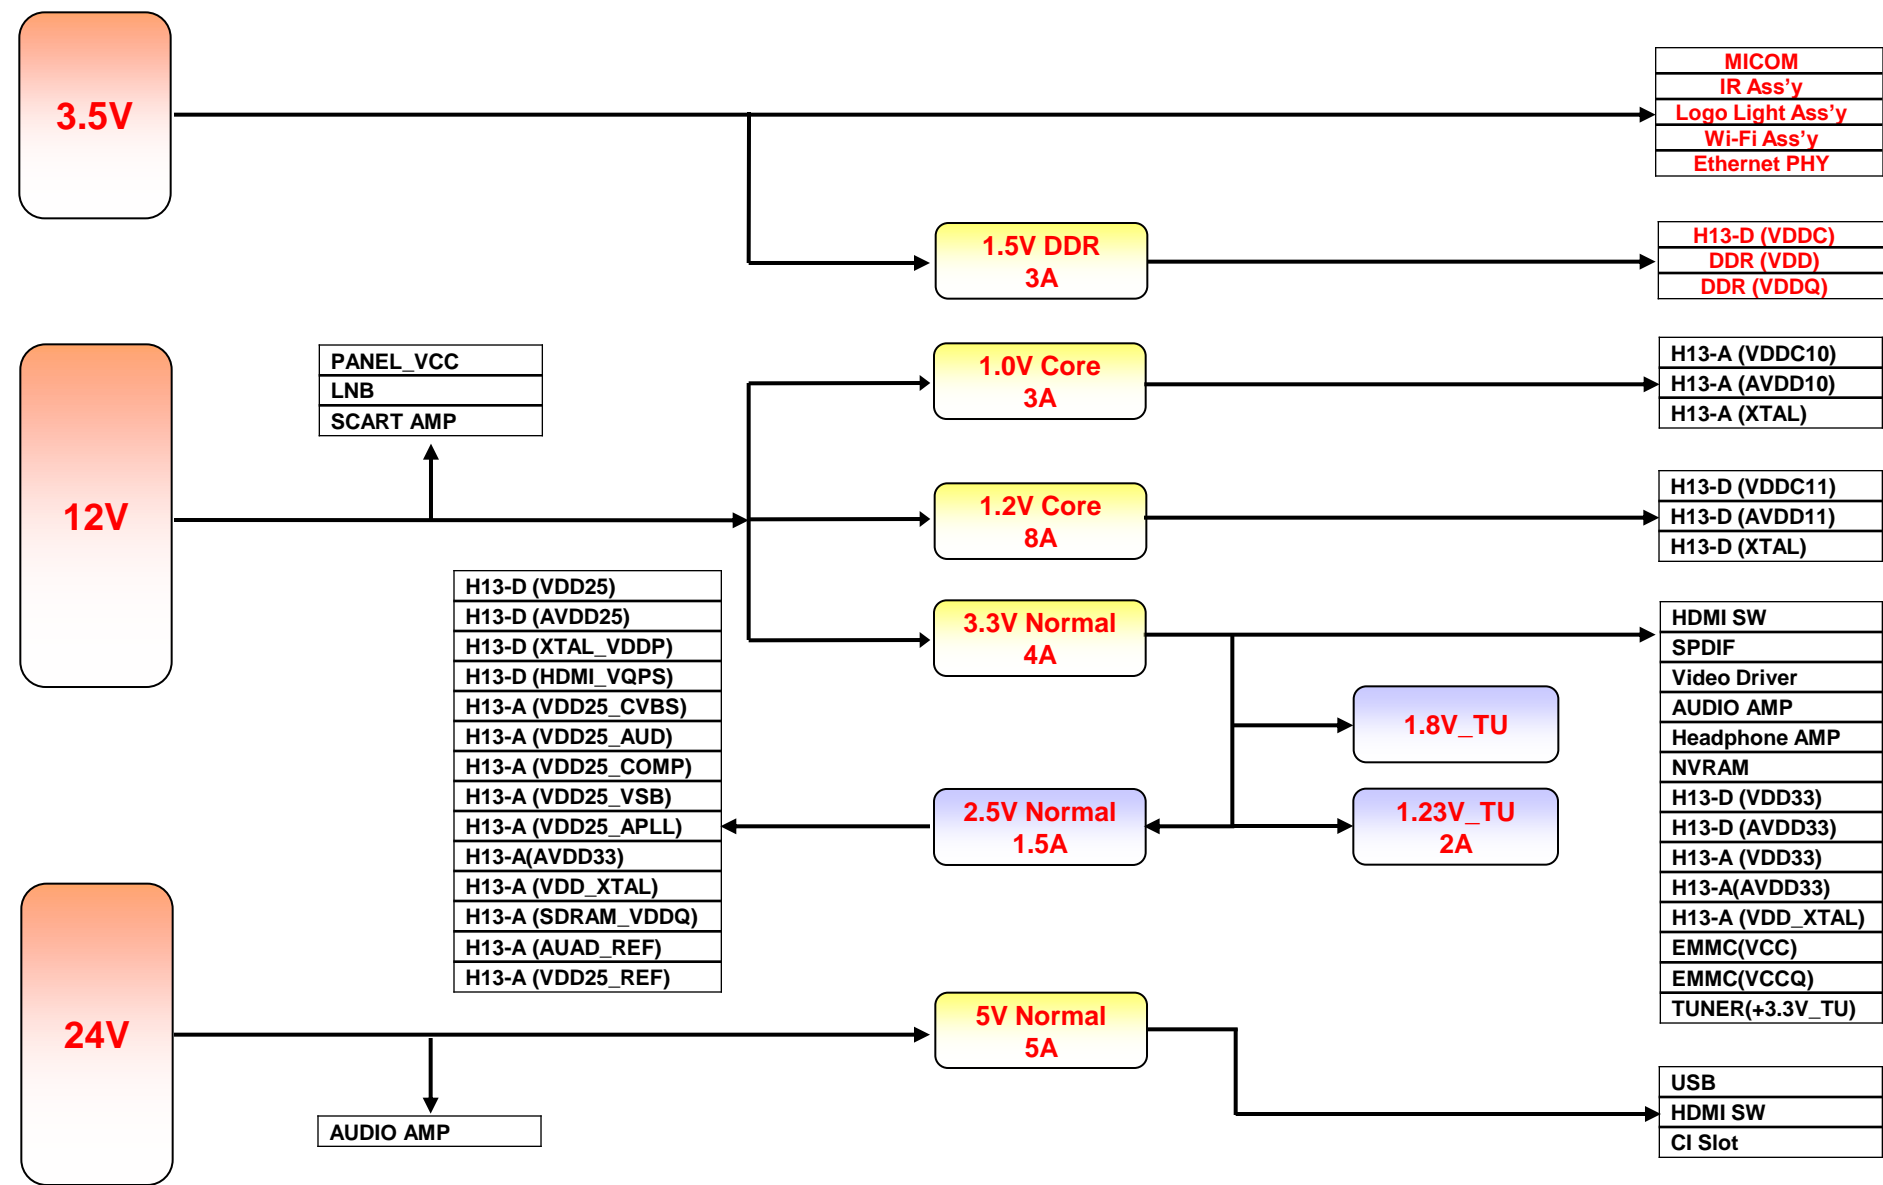 3.5V
MICOM
IR Ass’y
Logo Light Ass’y
Wi-Fi Ass’y
Ethernet PHY
1.5V DDR
3A
H13-D (VDDC)
DDR (VDD)
DDR (VDDQ)
12V
PANEL_VCC
LNB
SCART AMP
1.0V Core
3A
H13-A (VDDC10)
H13-A (AVDD10)
H13-A (XTAL)
1.2V Core
8A
H13-D (VDDC11)
H13-D (AVDD11)
H13-D (XTAL)
3.3V Normal
4A
HDMI SW
SPDIF
Video Driver
AUDIO AMP
Headphone AMP
NVRAM
H13-D (VDD33)
H13-D (AVDD33)
H13-A (VDD33)
H13-A(AVDD33)
H13-A (VDD_XTAL)
EMMC(VCC)
EMMC(VCCQ)
TUNER(+3.3V_TU)
1.8V_TU
1.23V_TU
2A
2.5V Normal
1.5A
H13-D (VDD25)
H13-D (AVDD25)
H13-D (XTAL_VDDP)
H13-D (HDMI_VQPS)
H13-A (VDD25_CVBS)
H13-A (VDD25_AUD)
H13-A (VDD25_COMP)
H13-A (VDD25_VSB)
H13-A (VDD25_APLL)
H13-A(AVDD33)
H13-A (VDD_XTAL)
H13-A (SDRAM_VDDQ)
H13-A (AUAD_REF)
H13-A (VDD25_REF)
24V
AUDIO AMP
5V Normal
5A
USB
HDMI SW
CI Slot